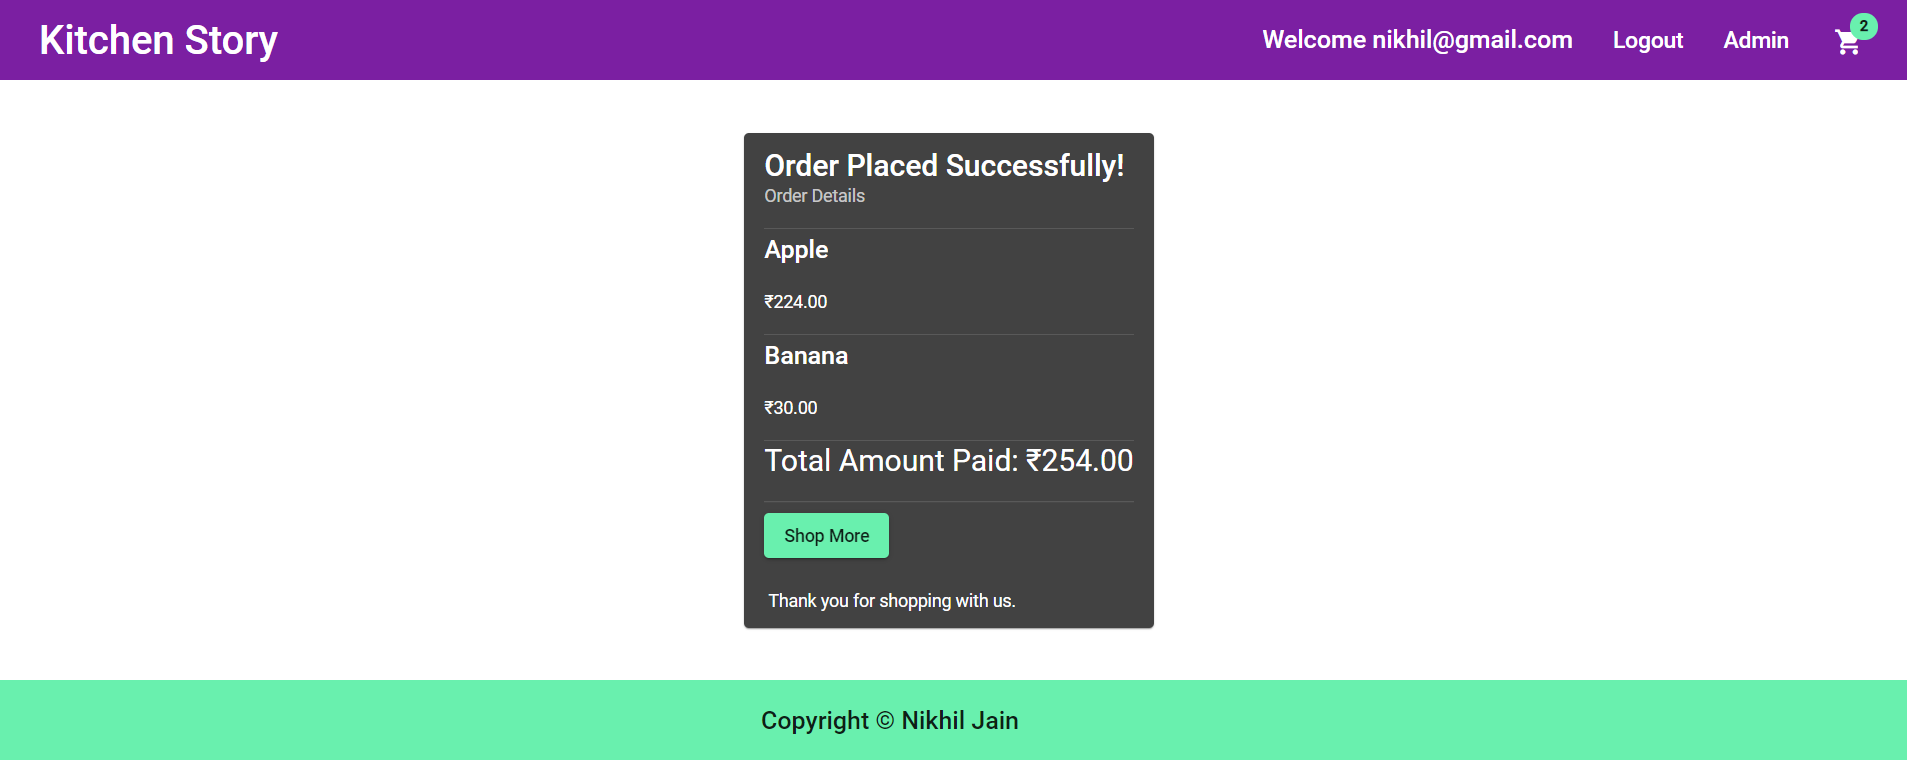 Kitchen Story
Welcome nikhil@gmail.com Logout Admin 2
Order Placed Successfully!
Order Details
Apple
₹224.00
Banana
₹30.00
Total Amount Paid: ₹254.00
Shop More
Thank you for shopping with us.
Copyright © Nikhil Jain